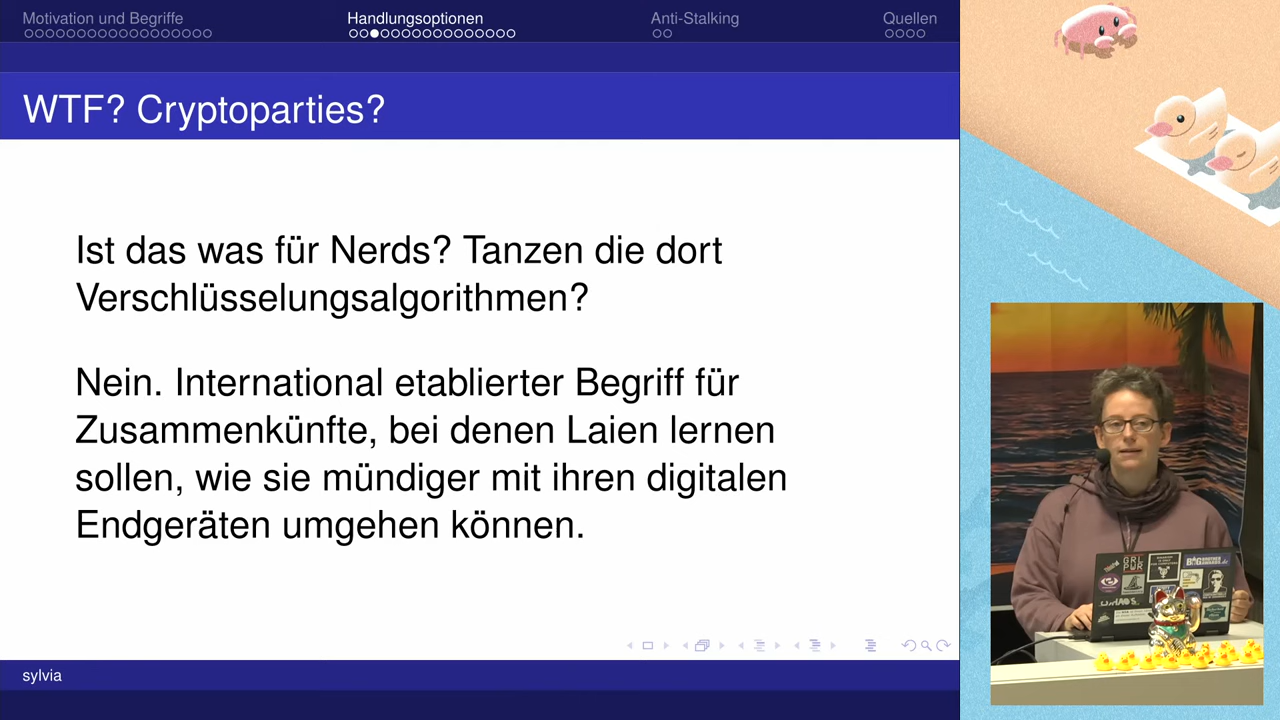 Motivation und Begriffe
Handlungsoptionen
Anti-Stalking
Quellen
WTF? Cryptoparties?
Ist das was für Nerds? Tanzen die dort
Verschlüsselungsalgorithmen?
Nein. International etablierter Begriff für
Zusammenkünfte, bei denen Laien lernen
sollen, wie sie mündiger mit ihren digitalen
Endgeräten umgehen können.
sylvia